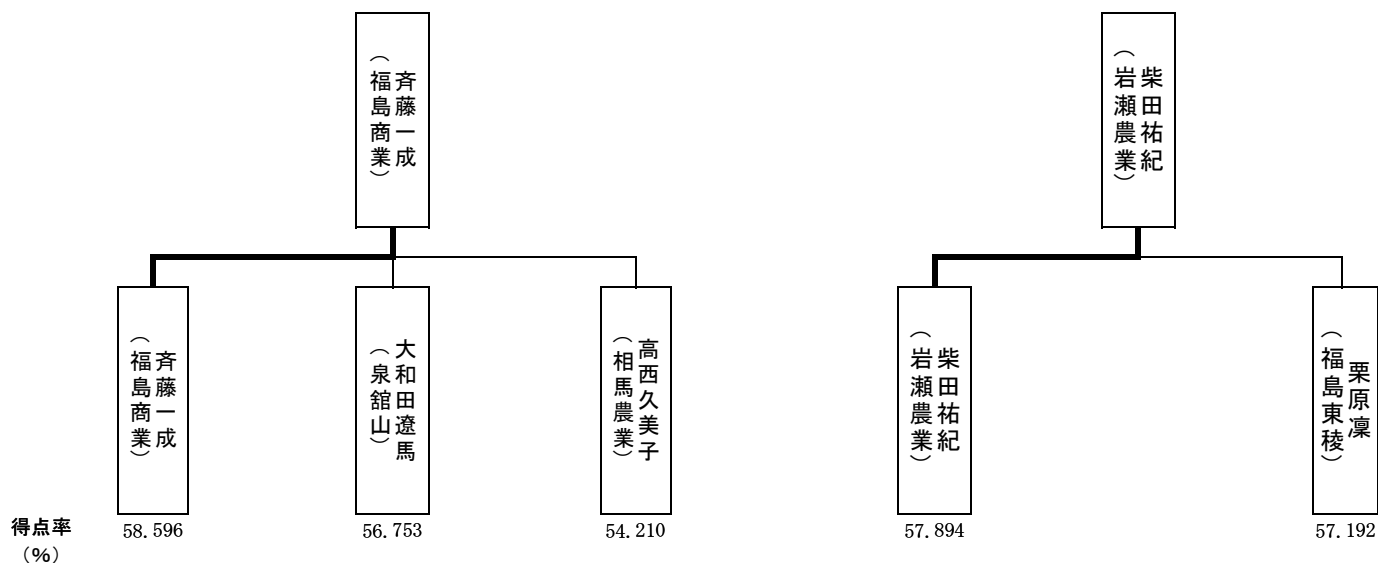 斉藤一成
（福島商業）
柴田祐紀
（岩瀬農業）
斉藤一成
（福島商業）
大和田遼馬
（泉舘山）
高西久美子
（相馬農業）
柴田祐紀
（岩瀬農業）
栗原凜
（福島東稜）
得点率
（%）
58.596
56.753
54.210
57.894
57.192